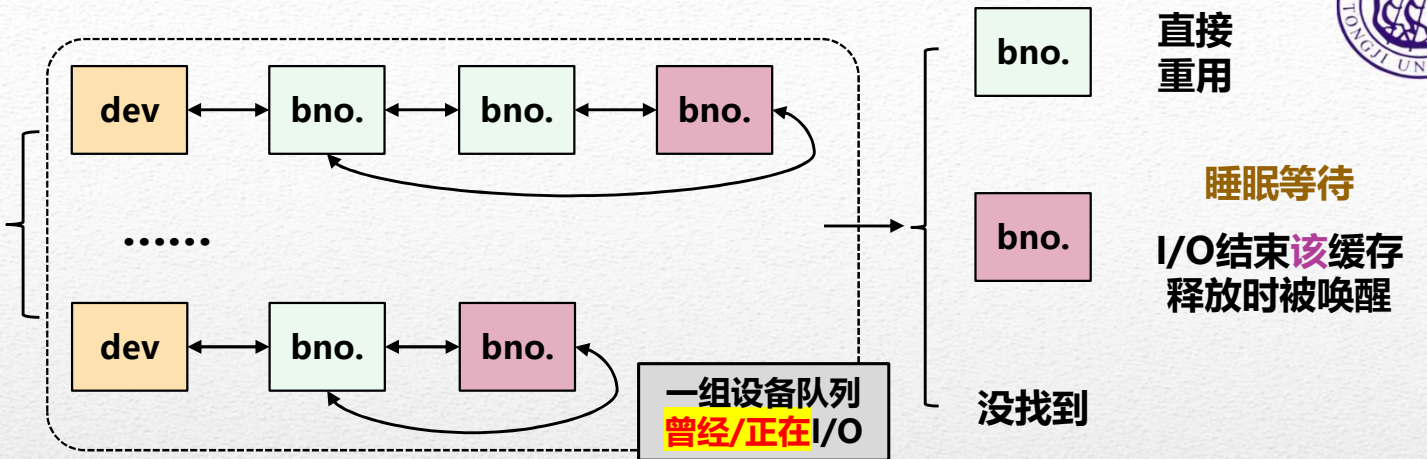 dev
bno.
bno.
bno.
……
dev
bno.
bno.
一组设备队列
曾经/正在I/O
bno.
直接
重用
bno.
睡眠等待
I/O结束该缓存
释放时被唤醒
没找到
TONGJI UN